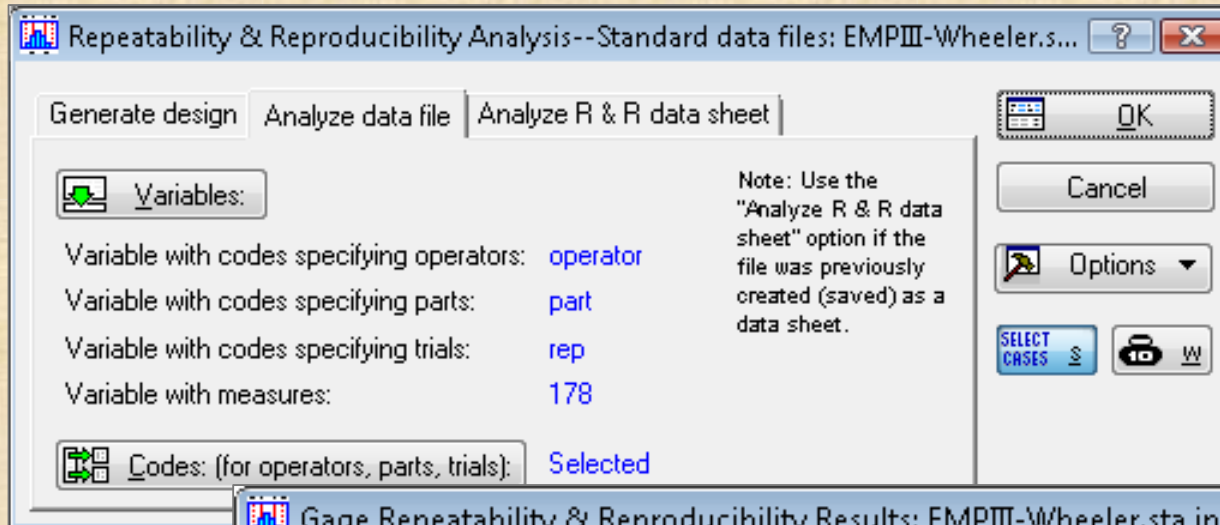 Repeatability & Reproducibility Analysis--Standard data files: EMPIII-Wheeler.s...
Generate design
Analyze data file
Analyze R & R data sheet
OK
Variables:
Note: Use the
"Analyze R & R data
sheet" option if the
file was previously
created (saved) as a
data sheet.
Cancel
Variable with codes specifying operators: operator
Options
Variable with codes specifying parts: part
Variable with codes specifying trials: rep
SELECT
CASES S
10 W
Variable with measures: 178
Codes: (for operators, parts, trials): Selected
Gage Repeatability & Reproducibility Results: EMPIII-Wheeler.sta in